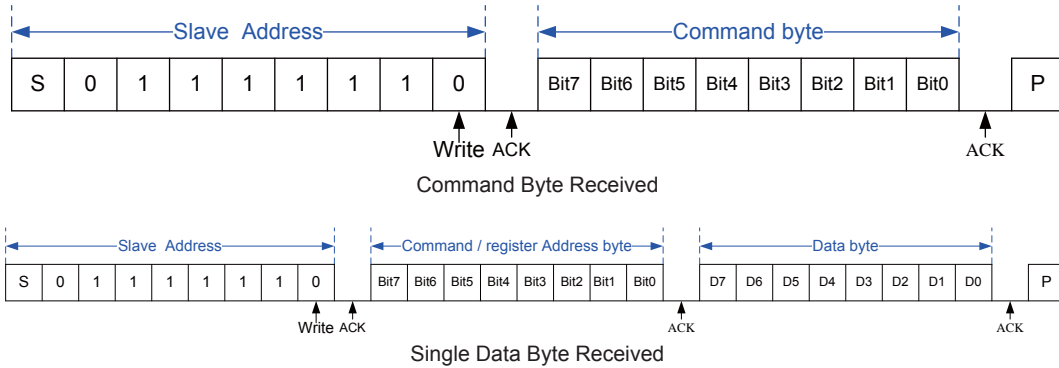 Slave Address Command byte
S 0 1 1 1 1 1 1 0 Bit7 Bit6 Bit5 Bit4 Bit3 Bit2 Bit1 Bit0 P
Write ACK ACK
Command Byte Received
Slave Address Command / register Address byte Data byte
S 0 1 1 1 1 1 1 0 Bit7 Bit6 Bit5 Bit4 Bit3 Bit2 Bit1 Bit0 D7 D6 D5 D4 D3 D2 D1 D0 P
Write ACK ACK ACK
Single Data Byte Received